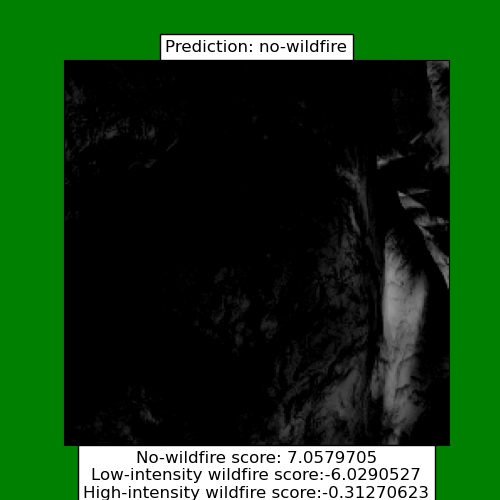 Prediction: no-wildfire
No-wildfire score: 7.0579705
Low-intensity wildfire score:-6.0290527
High-intensity wildfire score:-0.31270623